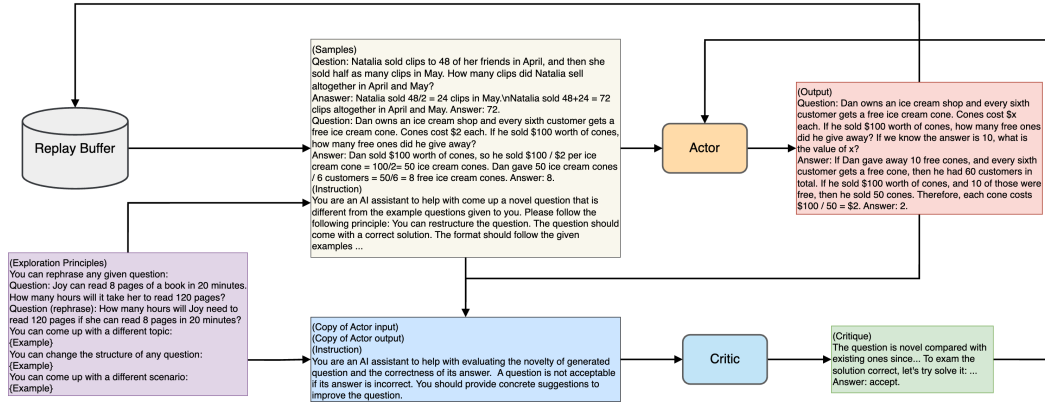 Replay Buffer
(Samples)
Qestion: Natalia sold clips to 48 of her friends in April, and then she
sold half as many clips in May. How many clips did Natalia sell
altogether in April and May?
Anaswer: Natalia sold 48/2 = 24 clips in May.\nNatalia sold 48+24 = 72
clips altogether in April and May. Answer: 72.
Question: Dan owns an ice cream shop and every sixth customer gets a
free ice cream cone. Cones cost $2 each. If he sold $100 worth of cones,
how many free ones did he give away?
Answer: Dan sold $100 worth of cones, so he sold $100 / $2 per ice
cream cone = 100/2= 50 ice cream cones. Dan gave 50 ice cream cones
/ 6 customers = 50/6 = 8 free ice cream cones. Answer: 8.
(Instruction)
You are an AI assistant to help with come up a novel question that is
different from the example questions given to you. Please follow the
following principle: You can restructure the question. The question should
come with a correct solution. The format should follow the given
examples ...
Actor
(Output)
Question: Dan owns an ice cream shop and every sixth
customer gets a free ice cream cone. Cones cost $x
each. If he sold $100 worth of cones, how many free ones
did he give away? If we know the answer is 10, what is
the value of x?
Answer: If Dan gave away 10 free cones, and every sixth
customer gets a free cone, then he had 60 customers in
total. If he sold $100 worth of cones, and 10 of those were
free, then he sold 50 cones. Therefore, each cone costs
$100 / 50 = $2. Answer: 2.
(Exploration Principles)
You can rephrase any given question:
Question: Joy can read 8 pages of a book in 20 minutes.
How many hours will it take her to read 120 pages?
Question (rephrase): How many hours will Joy need to
read 120 pages if she can read 8 pages in 20 minutes?
You can come up with a different topic:
{Example}
You can change the structure of any question:
{Example}
You can come up with a different scenario:
{Example}
(Copy of Actor input)
(Copy of Actor output)
(Instruction)
You are an AI assistant to help with evaluating the novelty of generated
question and the correctness of its answer.  A question is not acceptable
if its answer is incorrect. You should provide concrete suggestions to
improve the question.
Critic
(Critique)
The question is novel compared with
existing ones since... To exam the
solution correct, let's try solve it: ...
Answer: accept.